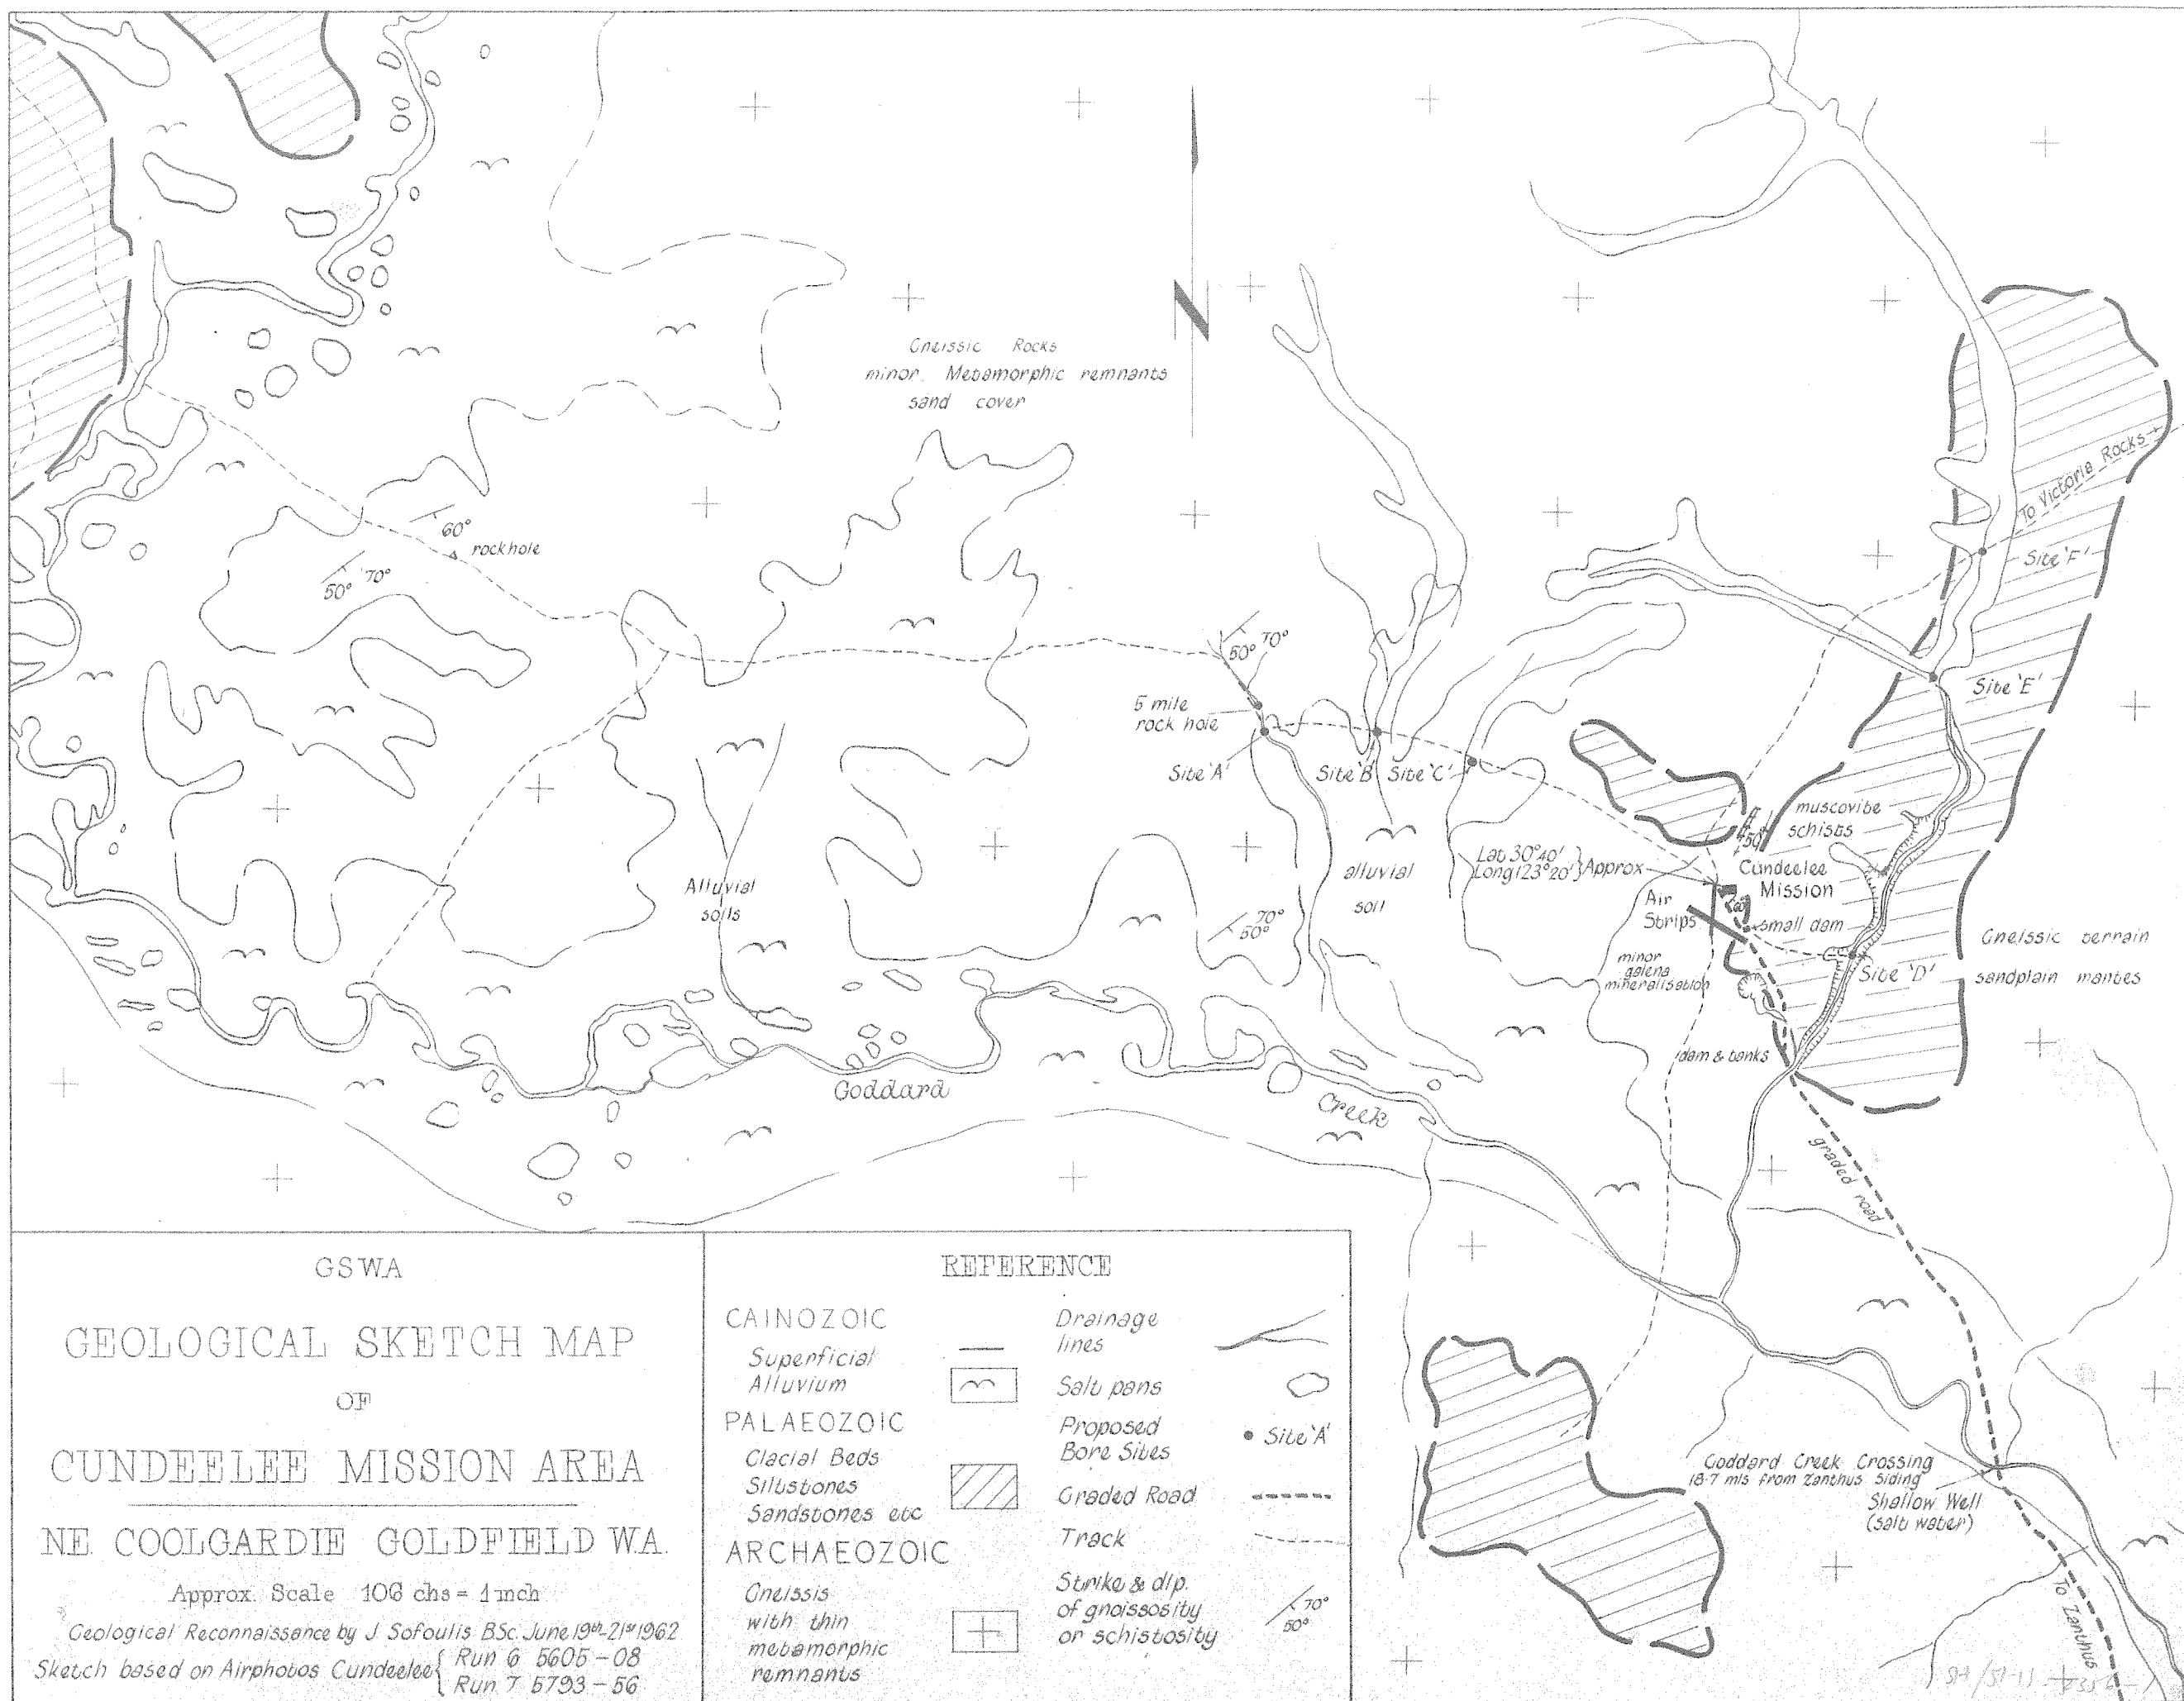 N
Gneissic Rocks
minor. Metamorphic remnants
sand cover
60°
rockhole
50° 70°
50° 70°
5 mile
rock hole
Site 'A'
Site 'B'
Site 'C'
To Victoria Rocks
Site 'F'
Site 'E'
muscovite
schists
50°
Lat 30°40'
Long 123°20' } Approx
Cundeelee
Mission
Air
Strips
60°
small dam
Site 'D'
minor
galena
mineralisation
dam & tanks
Gneissic terrain
sandplain mantes
Alluvial
soils
alluvial
soil
70°
50°
Goddard
Creek
graded road
Goddard Creek Crossing
18·7 mls from Zanthus Siding
Shallow Well
(salt water)
To Zanthus
GSWA
GEOLOGICAL SKETCH MAP
OF
CUNDEELEE MISSION AREA
NE. COOLGARDIE GOLDFIELD W.A.
Approx. Scale 106 chs = 1 inch
Geological Reconnaissance by J Sofoulis BSc. June 19th-21st 1962
Sketch based on Airphotos Cundeelee { Run 6 5605-08
Run 7 5793-56
REFERENCE
CAINOZOIC
Superficial
Alluvium
PALAEOZOIC
Glacial Beds
Siltstones
Sandstones etc
ARCHAEOZOIC
Gneissis
with thin
metamorphic
remnants
Drainage
lines
Salt pans
Proposed
Bore Sites
Site 'A'
Graded Road
Track
Strike & dip.
of gnoissosity
or schistosity
70°
50°